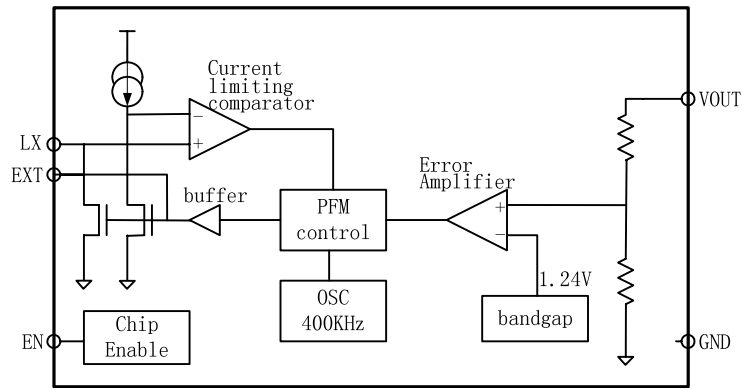 Current
limiting
comparator
VOUT
−
+
LX
EXT
Error
Amplifier
buffer
PFM
control
+
−
1.24V
OSC
400KHz
bandgap
Chip
Enable
EN
GND